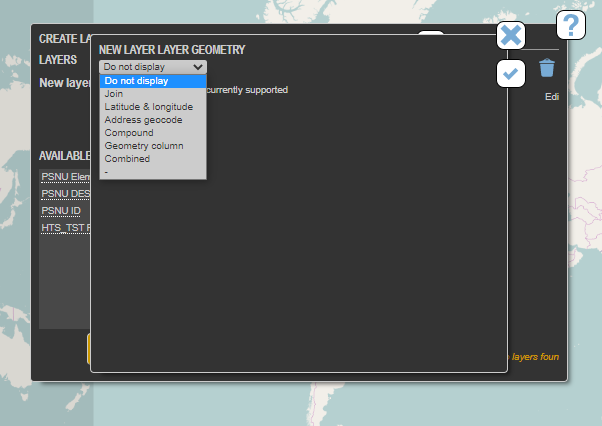 CREATE LA
?
NEW LAYER LAYER GEOMETRY
LAYERS
Do not display
New layer
Do not display
currently supported
Join
Edi
Latitude & longitude
Address geocode
Compound
Geometry column
Combined
-
AVAILABLE
PSNU Elem
PSNU DES
PSNU ID
HTS_TST
layers foun